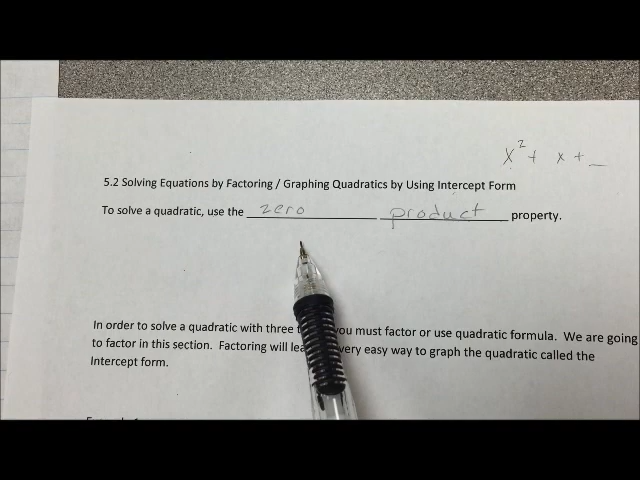 x² + x + _
5.2 Solving Equations by Factoring / Graphing Quadratics by Using Intercept Form
To solve a quadratic, use the zero product property.
In order to solve a quadratic with three you must factor or use quadratic formula. We are going
to factor in this section. Factoring will very easy way to graph the quadratic called the
Intercept form.